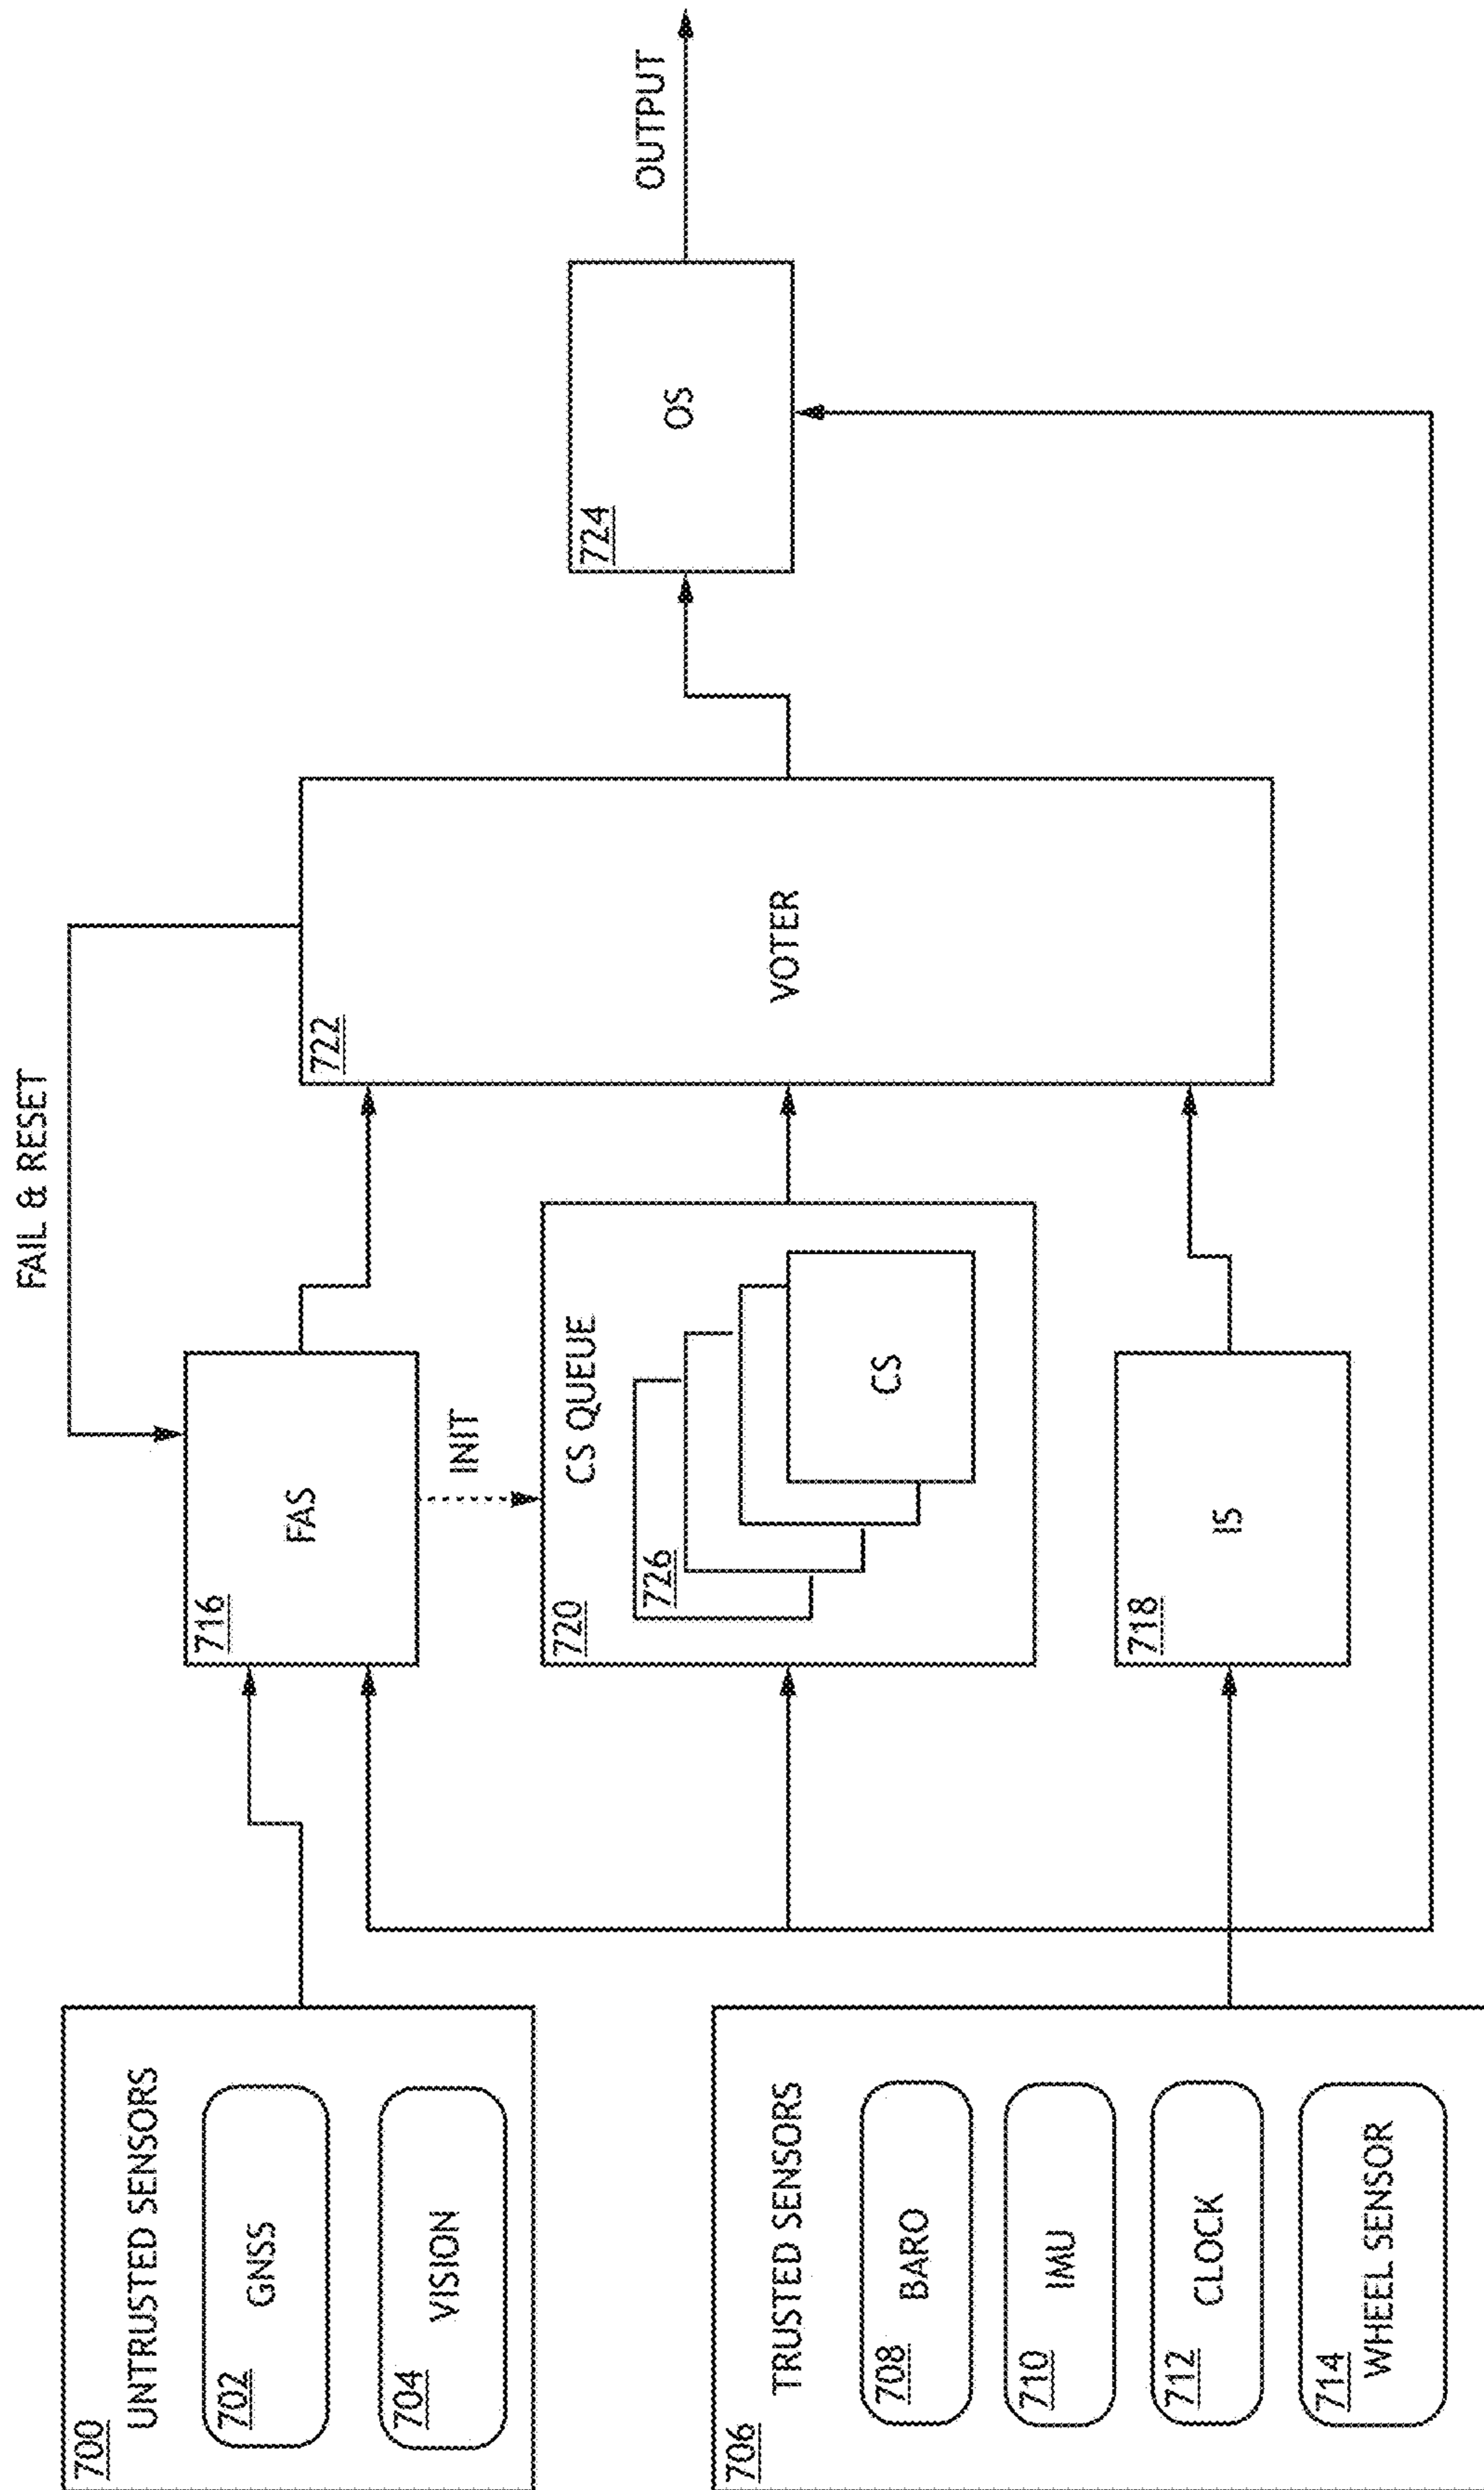 700
UNTRUSTED SENSORS
702
GNSS
704
VISION
706
TRUSTED SENSORS
708
BARO
710
IMU
712
CLOCK
714
WHEEL SENSOR
FAIL & RESET
716
FAS
INIT
720
CS QUEUE
726
CS
718
IS
722
VOTER
724
OS
OUTPUT